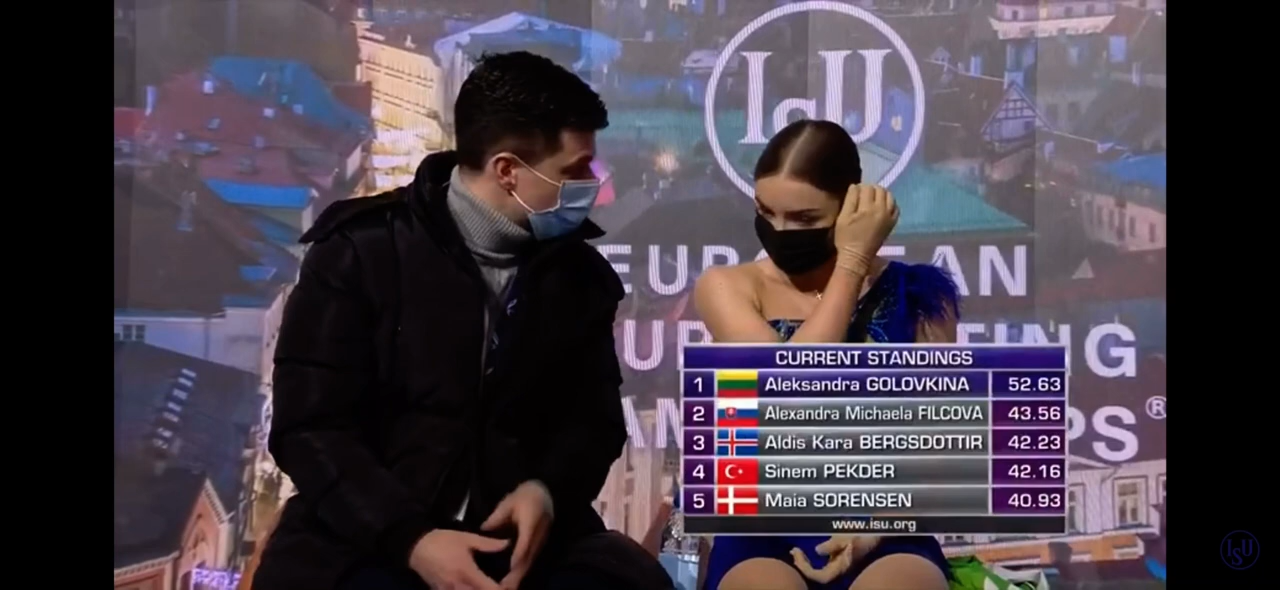 ISU
EUROPEAN
CURRENT STANDINGS
1 Aleksandra GOLOVKINA 52.63
2 Alexandra Michaela FILCOVA 43.56
3 Aldis Kara BERGSDOTTIR 42.23
4 Sinem PEKDER 42.16
5 Maia SORENSEN 40.93
www.isu.org
ISU